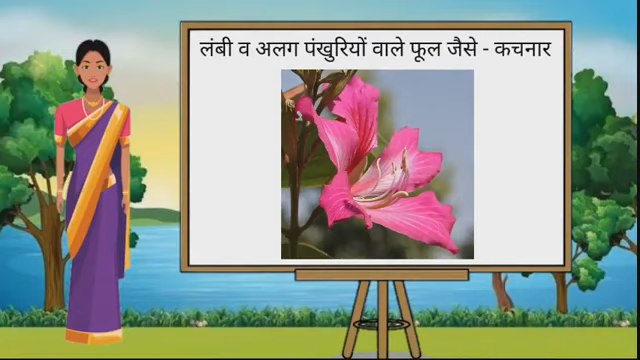 लंबी व अलग पंखुरियों वाले फूल जैसे - कचनार